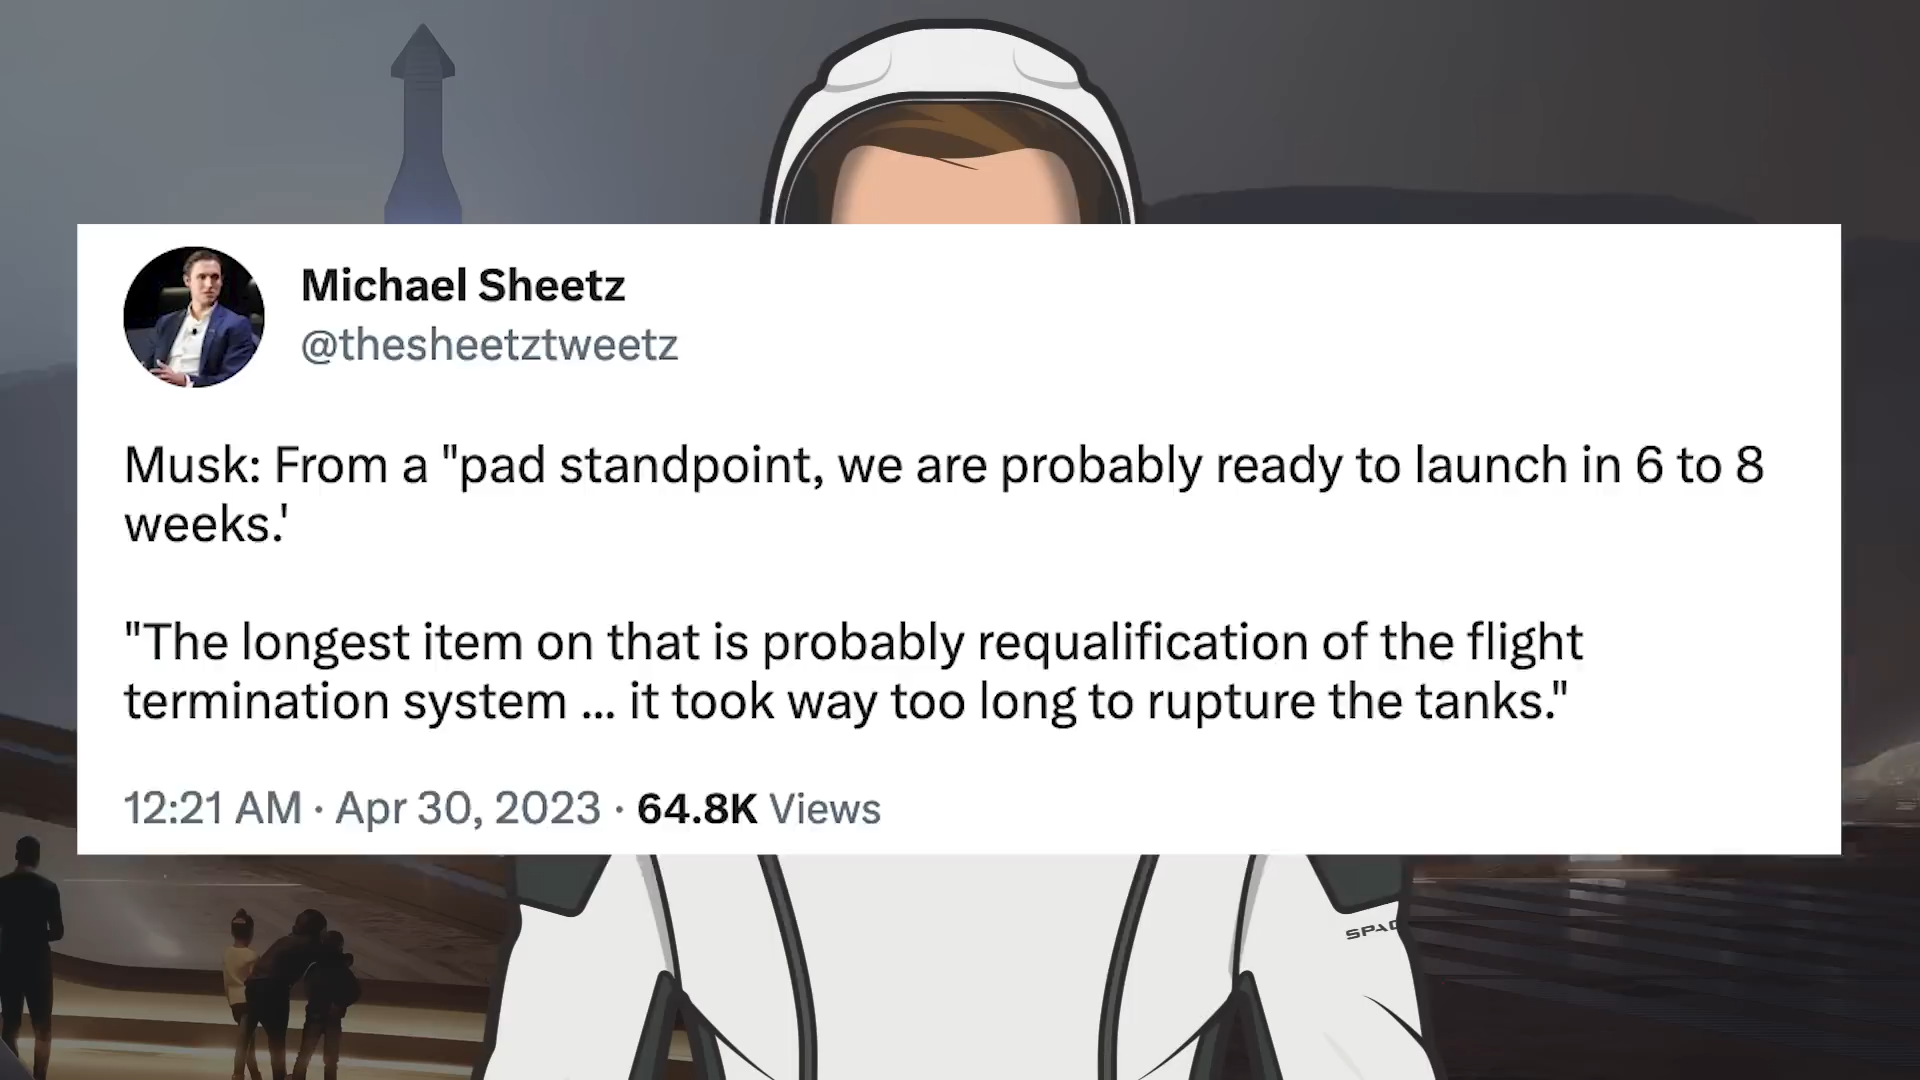 Michael Sheetz
@thesheetztweetz
Musk: From a "pad standpoint, we are probably ready to launch in 6 to 8
weeks.'
"The longest item on that is probably requalification of the flight
termination system ... it took way too long to rupture the tanks."
12:21 AM · Apr 30, 2023 · 64.8K Views